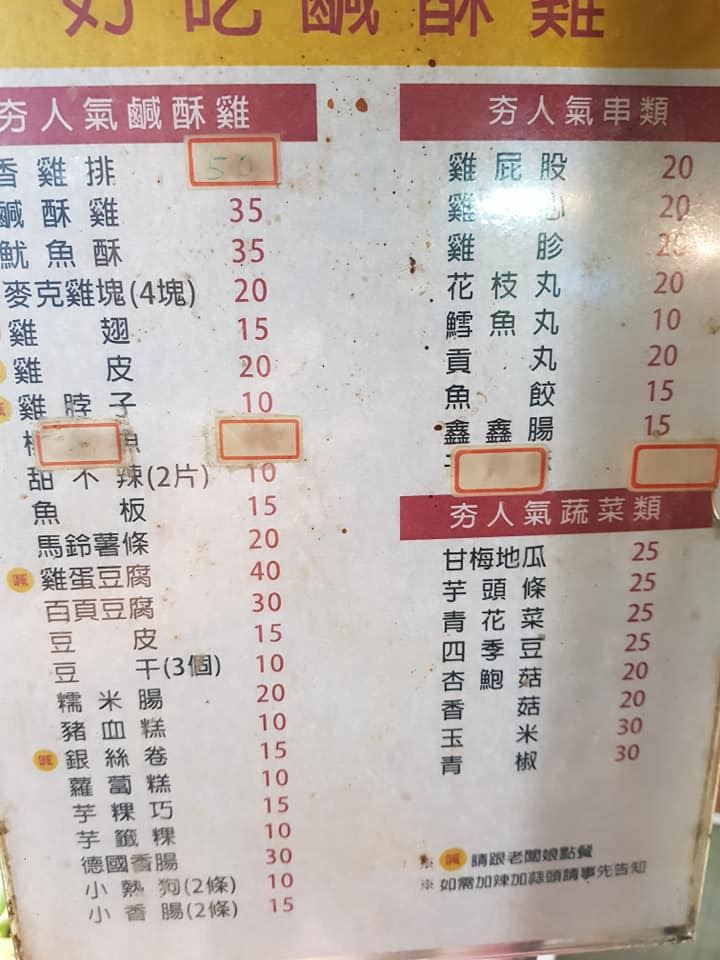 好吃鹹酥雞
夯人氣鹹酥雞
香雞排 50
鹹酥雞 35
魷魚酥 35
麥克雞塊(4塊) 20
雞翅 15
雞皮 20
雞脖子 10
魚
甜不辣(2片) 10
魚板 15
馬鈴薯條 20
雞蛋豆腐 40
百頁豆腐 30
豆皮 15
豆干(3個) 10
糯米腸 20
豬血糕 10
銀絲卷 15
蘿蔔糕 10
芋粿巧 15
芋籤粿 10
德國香腸 30
小熱狗(2條) 10
小香腸(2條) 15
夯人氣串類
雞屁股 20
雞心 20
雞胗 20
花枝丸 20
鱈魚丸 10
貢丸 20
魚餃 15
鑫鑫腸 15
夯人氣蔬菜類
甘梅地瓜 25
芋頭條 25
青花菜 25
四季豆 25
杏鮑菇 20
香菇 20
玉米 30
青椒 30
※ 請跟老闆娘點餐
※如需加辣加蒜頭請事先告知